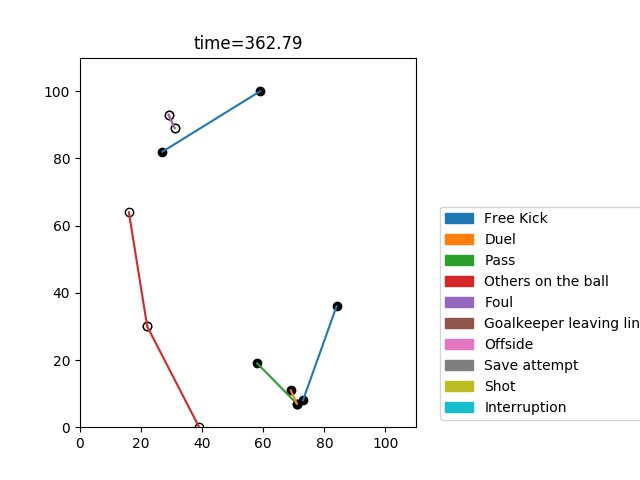 time=362.79
100
80
60
40
20
0
0 20 40 60 80 100
Free Kick
Duel
Pass
Others on the ball
Foul
Goalkeeper leaving lin
Offside
Save attempt
Shot
Interruption